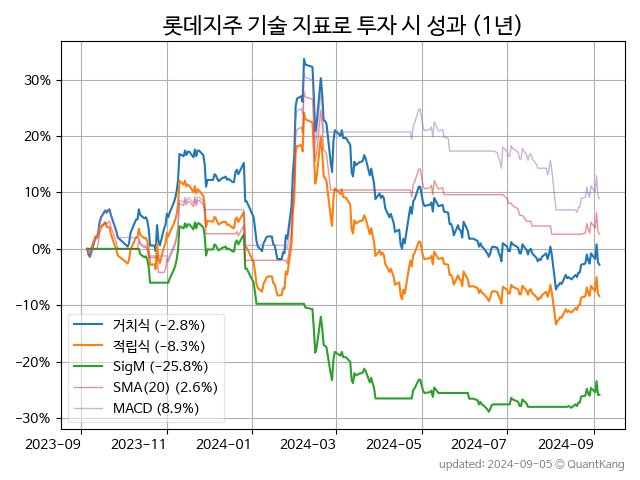 롯데지주 기술 지표로 투자 시 성과 (1년)
30%
20%
10%
0%
−10%
−20%
−30%
거치식 (−2.8%)
적립식 (−8.3%)
SigM (−25.8%)
SMA(20) (2.6%)
MACD (8.9%)
2023-09 2023-11 2024-01 2024-03 2024-05 2024-07 2024-09
updated: 2024-09-05 © QuantKang